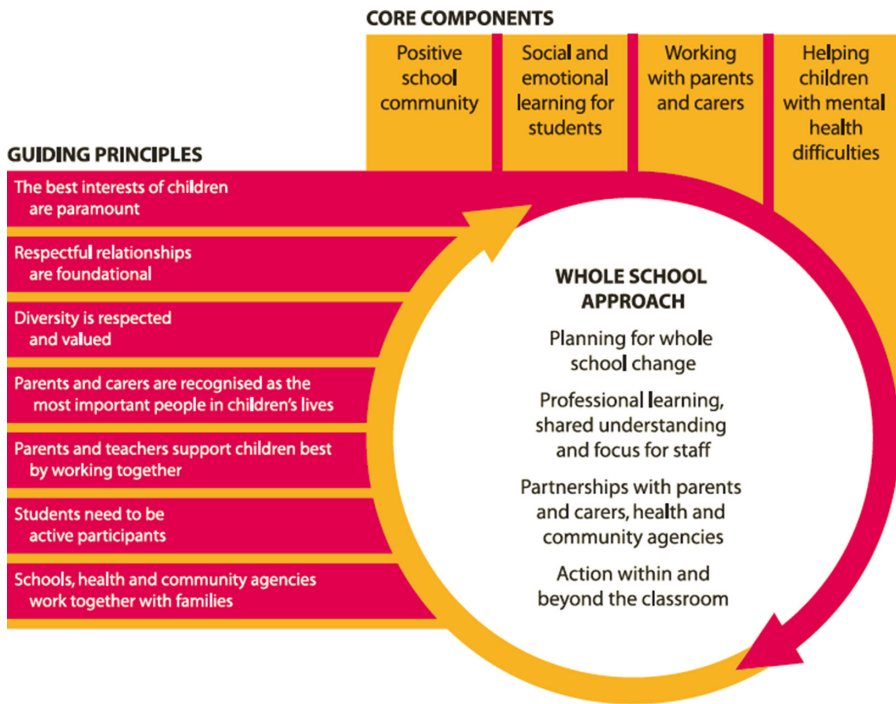 CORE COMPONENTS
Positive
school
community
Social and
emotional
learning for
students
Working
with parents
and carers
Helping
children
with mental
health
difficulties
GUIDING PRINCIPLES
The best interests of children
are paramount
Respectful relationships
are foundational
Diversity is respected
and valued
Parents and carers are recognised as the
most important people in children's lives
Parents and teachers support children best
by working together
Students need to be
active participants
Schools, health and community agencies
work together with families
WHOLE SCHOOL
APPROACH
Planning for whole
school change
Professional learning,
shared understanding
and focus for staff
Partnerships with parents
and carers, health and
community agencies
Action within and
beyond the classroom